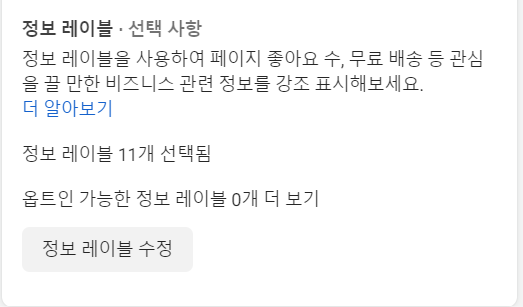 정보 레이블 · 선택 사항
정보 레이블을 사용하여 페이지 좋아요 수, 무료 배송 등 관심
을 끌 만한 비즈니스 관련 정보를 강조 표시해보세요.
더 알아보기
정보 레이블 11개 선택됨
옵트인 가능한 정보 레이블 0개 더 보기
정보 레이블 수정